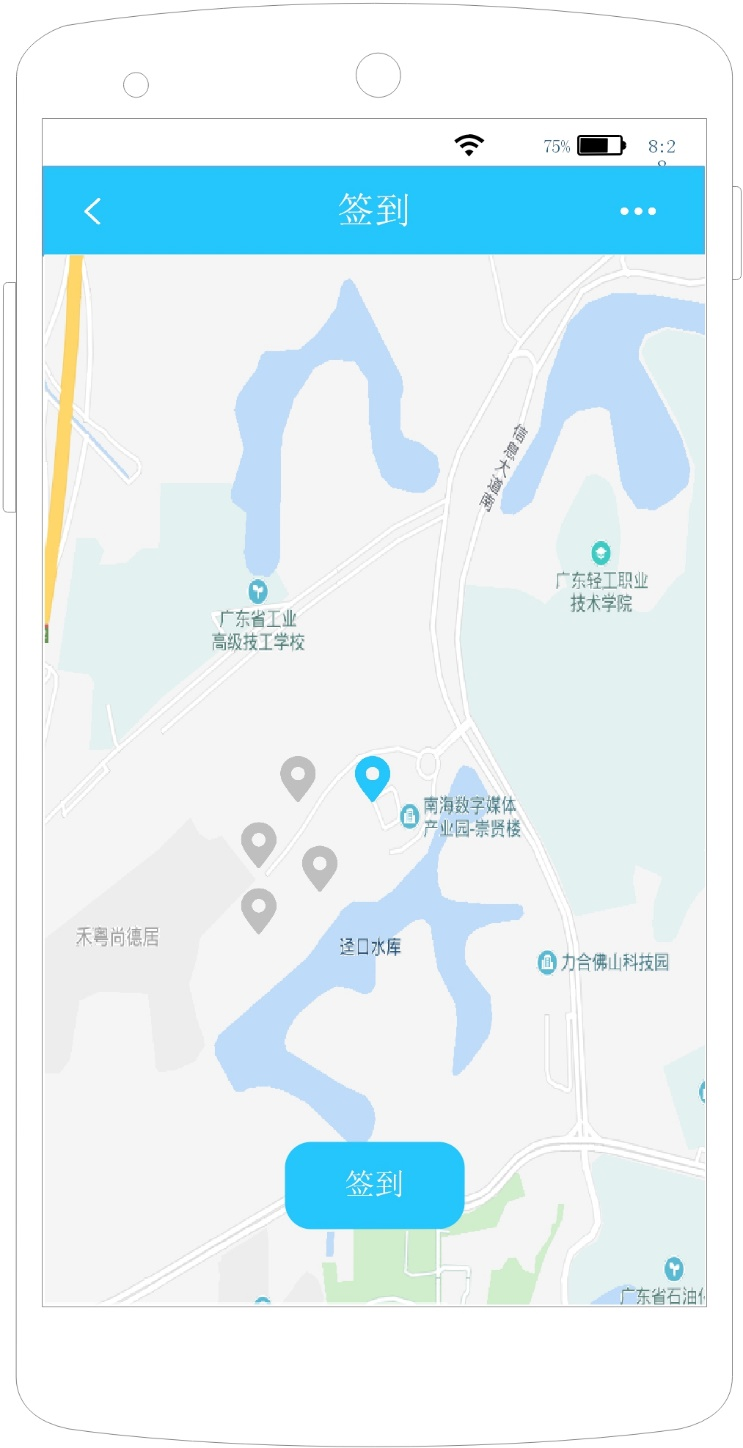 75%
8:2
8
签到
信息大道南
广东轻工职业
技术学院
广东省工业
高级技工学校
南海数字媒体
产业园-崇贤楼
禾粤尚德居
迳口水库
力合佛山科技园
签到
广东省石油化